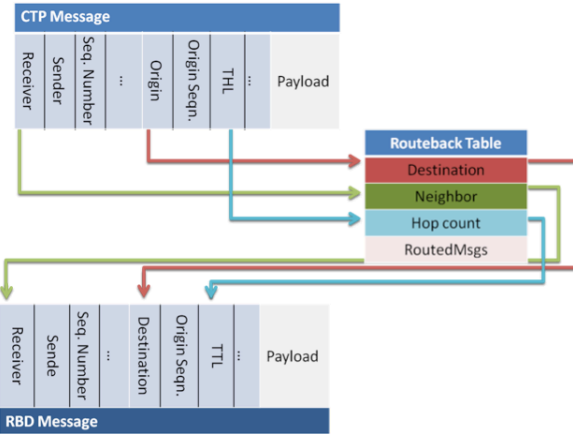 CTP Message
Receiver
Sender
Seq. Number
...
Origin
Origin Seqn.
THL
...
Payload
Routeback Table
Destination
Neighbor
Hop count
RoutedMsgs
Receiver
Sende
Seq. Number
...
Destination
Origin Seqn.
TTL
...
Payload
RBD Message